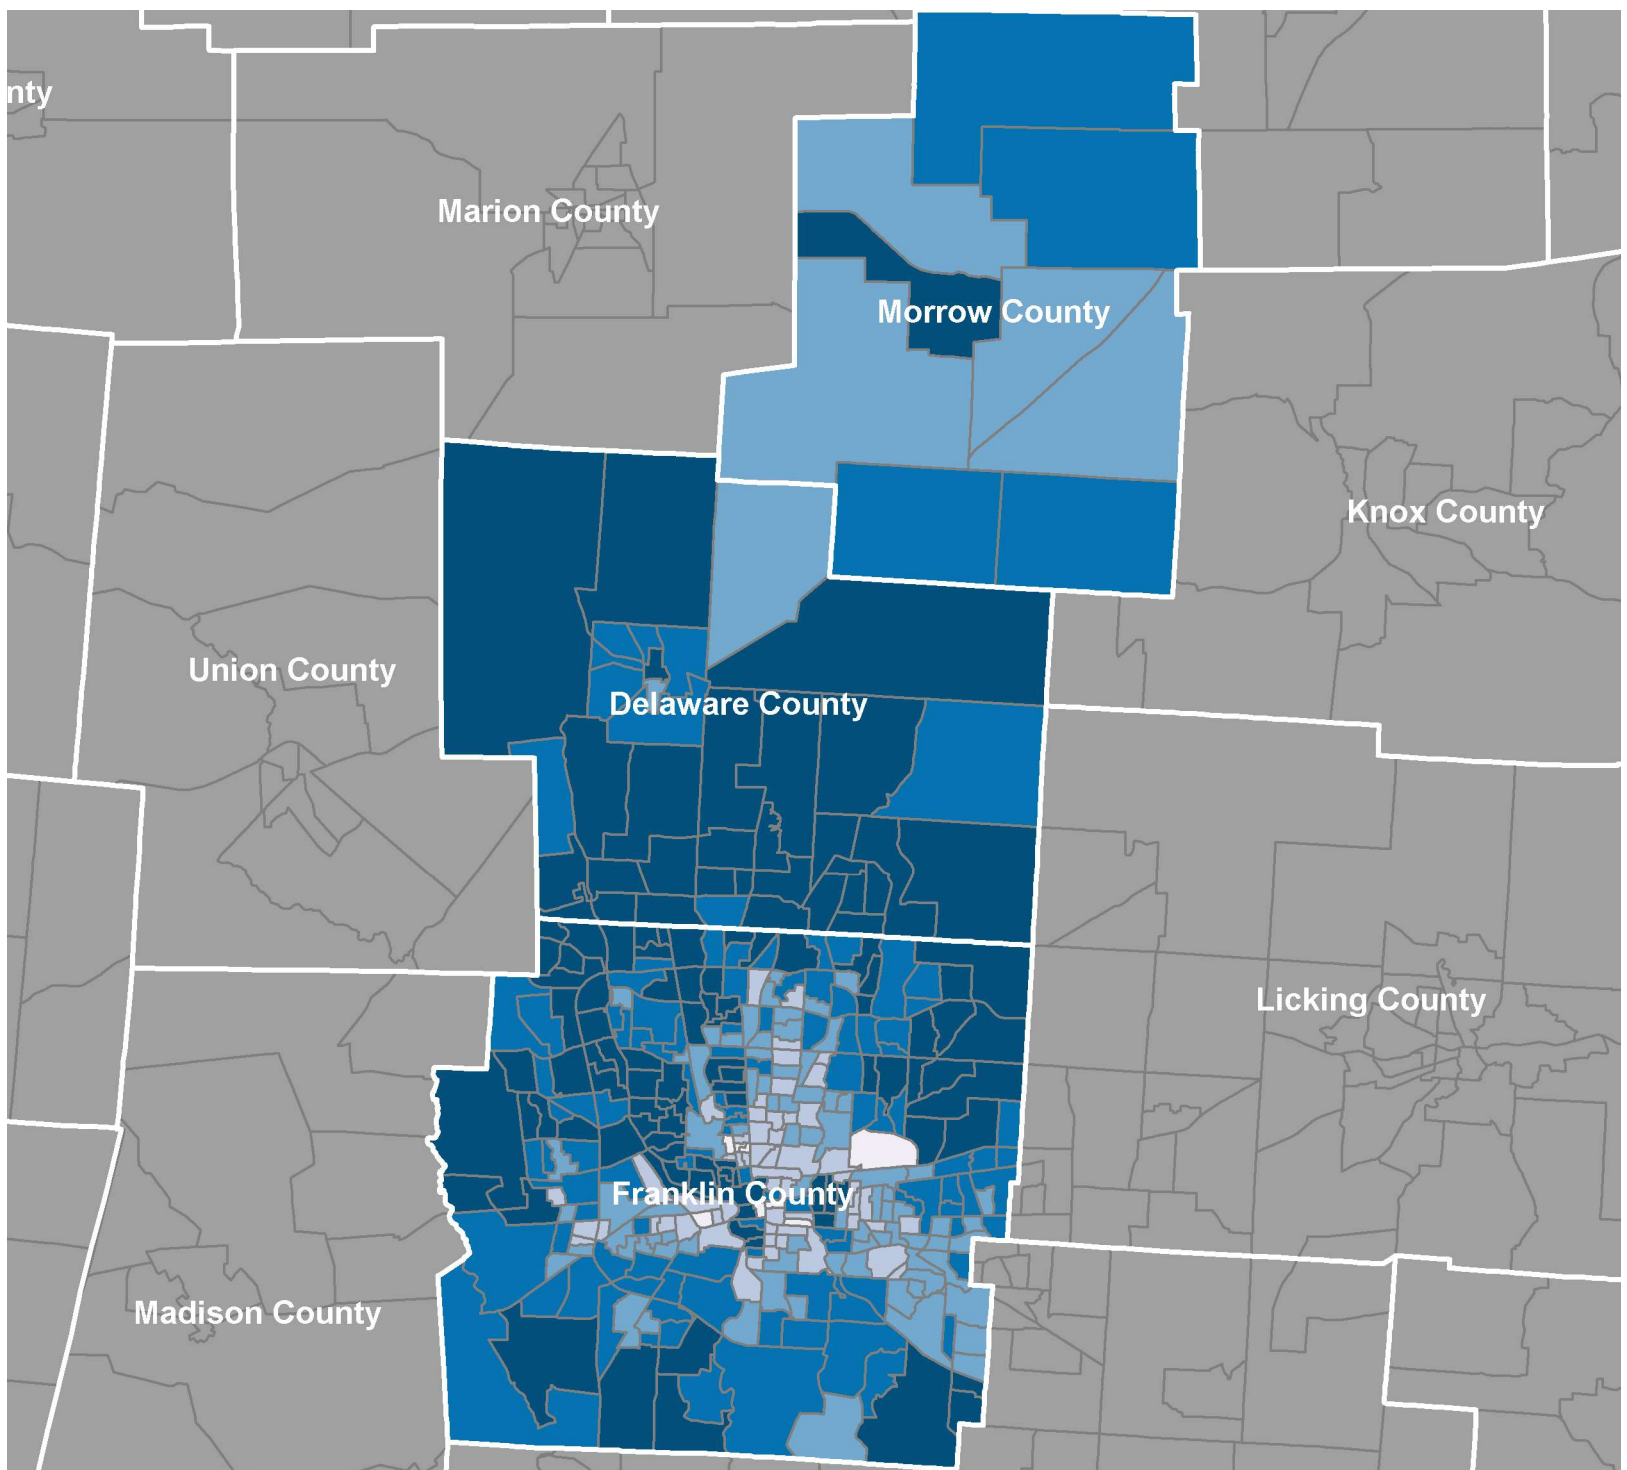 nty
Marion County
Morrow County
Knox County
Union County
Delaware County
Licking County
Franklin County
Madison County